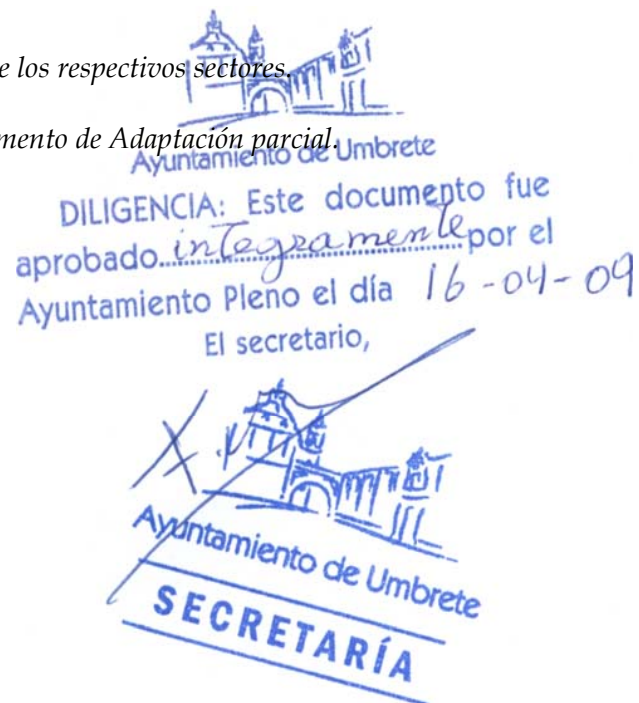 e los respectivos sectores.
mento de Adaptación parcial.
Ayuntamiento de Umbrete
DILIGENCIA: Este documento fue
aprobado integramente por el
Ayuntamiento Pleno el día 16-04-09
El secretario,
Ayuntamiento de Umbrete
SECRETARÍA